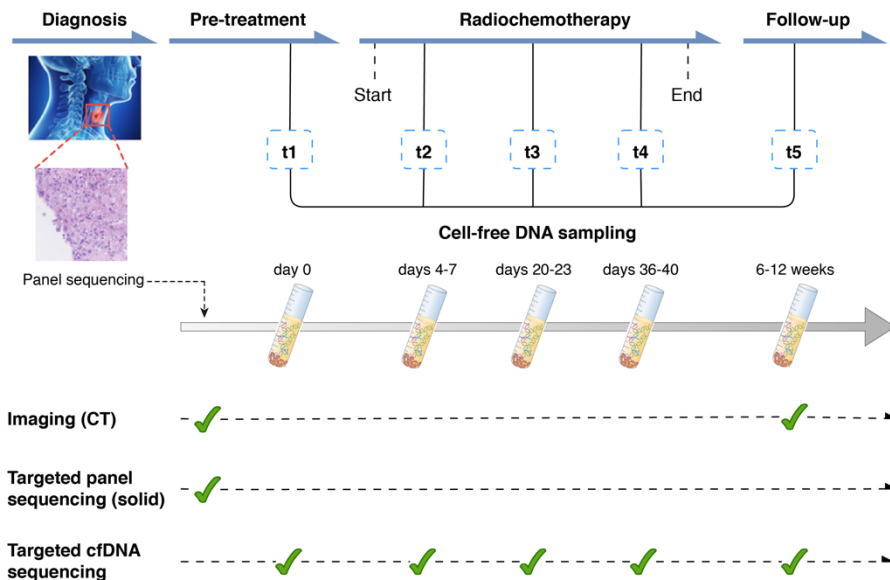 Diagnosis
Pre-treatment
Radiochemotherapy
Follow-up
Start
End
t1
t2
t3
t4
t5
Cell-free DNA sampling
Panel sequencing
day 0
days 4-7
days 20-23
days 36-40
6-12 weeks
Imaging (CT)
Targeted panel
sequencing (solid)
Targeted cfDNA
sequencing